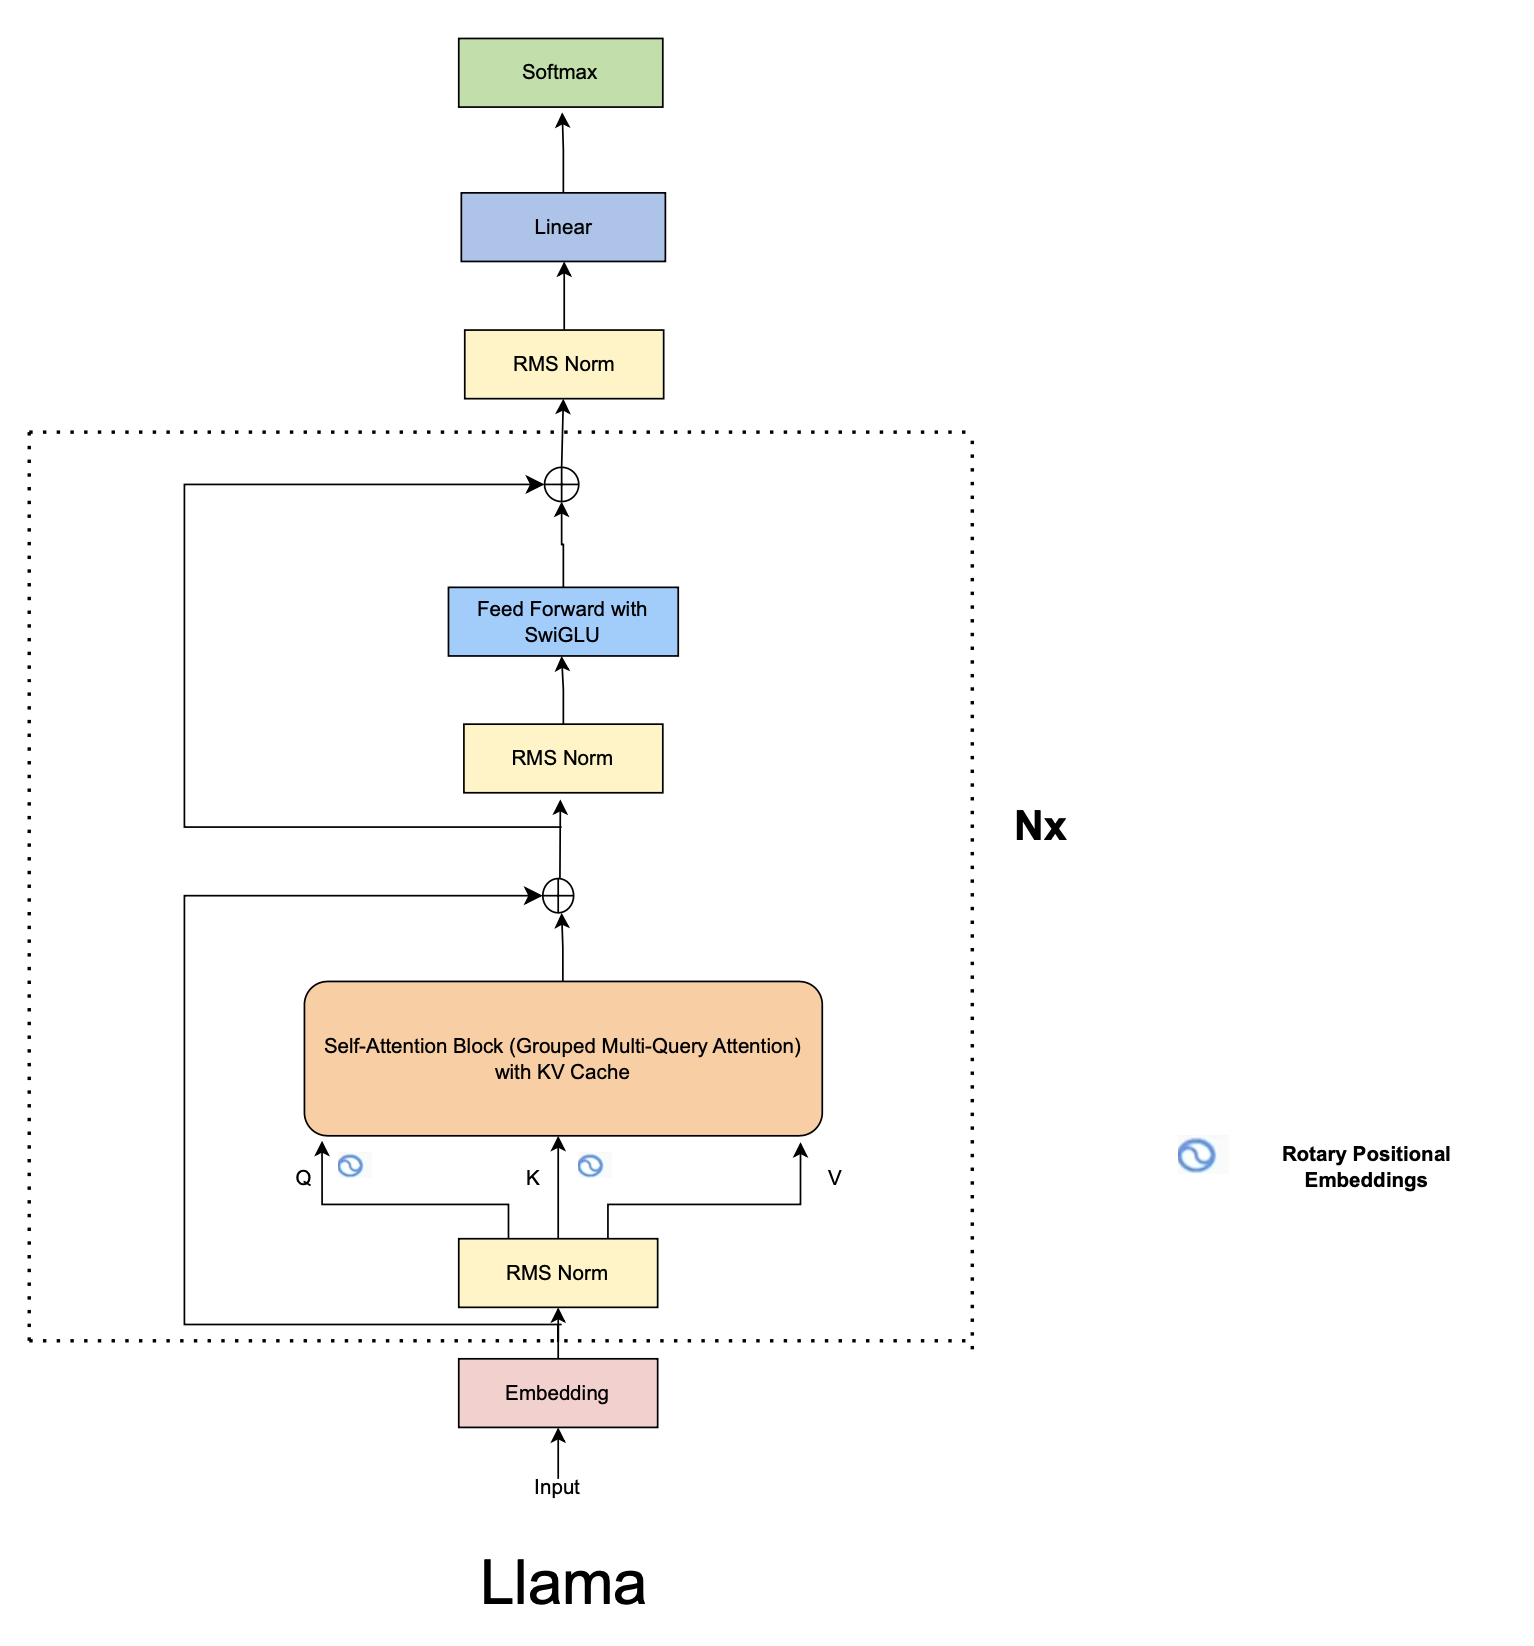 Softmax
Linear
RMS Norm
Feed Forward with
SwiGLU
RMS Norm
Nx
Self-Attention Block (Grouped Multi-Query Attention)
with KV Cache
Q
K
V
Rotary Positional
Embeddings
RMS Norm
Embedding
Input
Llama